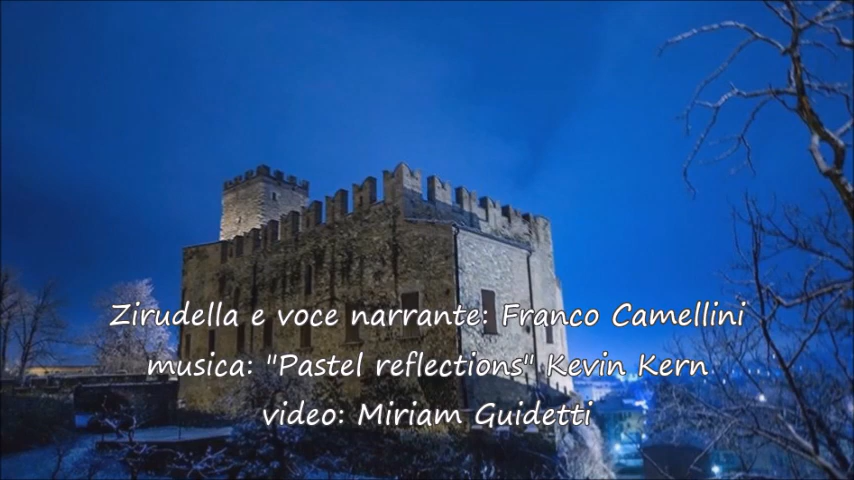 Zirudella e voce narrante: Franco Camellini
musica: "Pastel reflections" Kevin Kern
video: Miriam Guidetti